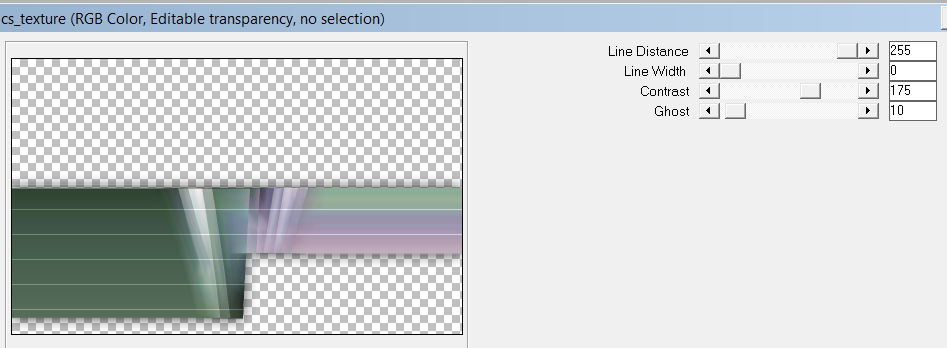 cs_texture (RGB Color, Editable transparency, no selection)
Line Distance 255
Line Width 0
Contrast 175
Ghost 10